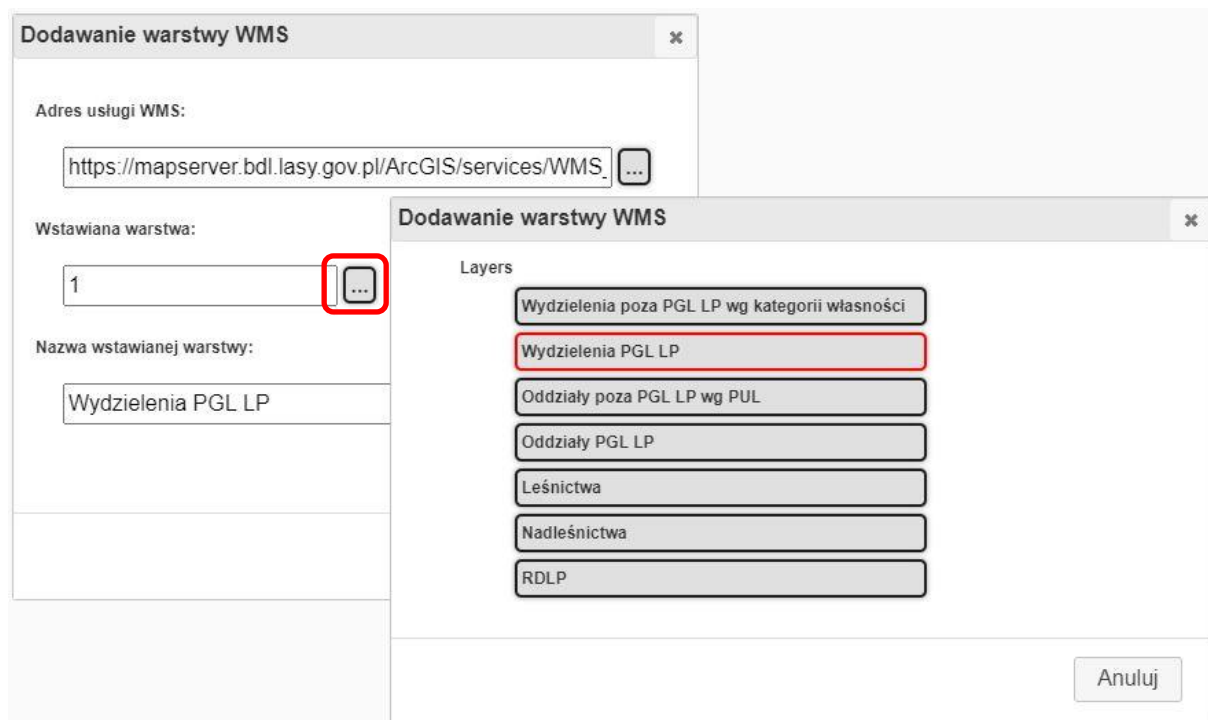 Dodawanie warstwy WMS
Adres usługi WMS:
https://mapserver.bdl.lasy.gov.pl/ArcGIS/services/WMS_
...
Wstawiana warstwa:
1
...
Nazwa wstawianej warstwy:
Wydzielenia PGL LP
Dodawanie warstwy WMS
Layers
Wydzielenia poza PGL LP wg kategorii własności
Wydzielenia PGL LP
Oddziały poza PGL LP wg PUL
Oddziały PGL LP
Leśnictwa
Nadleśnictwa
RDLP
Anuluj